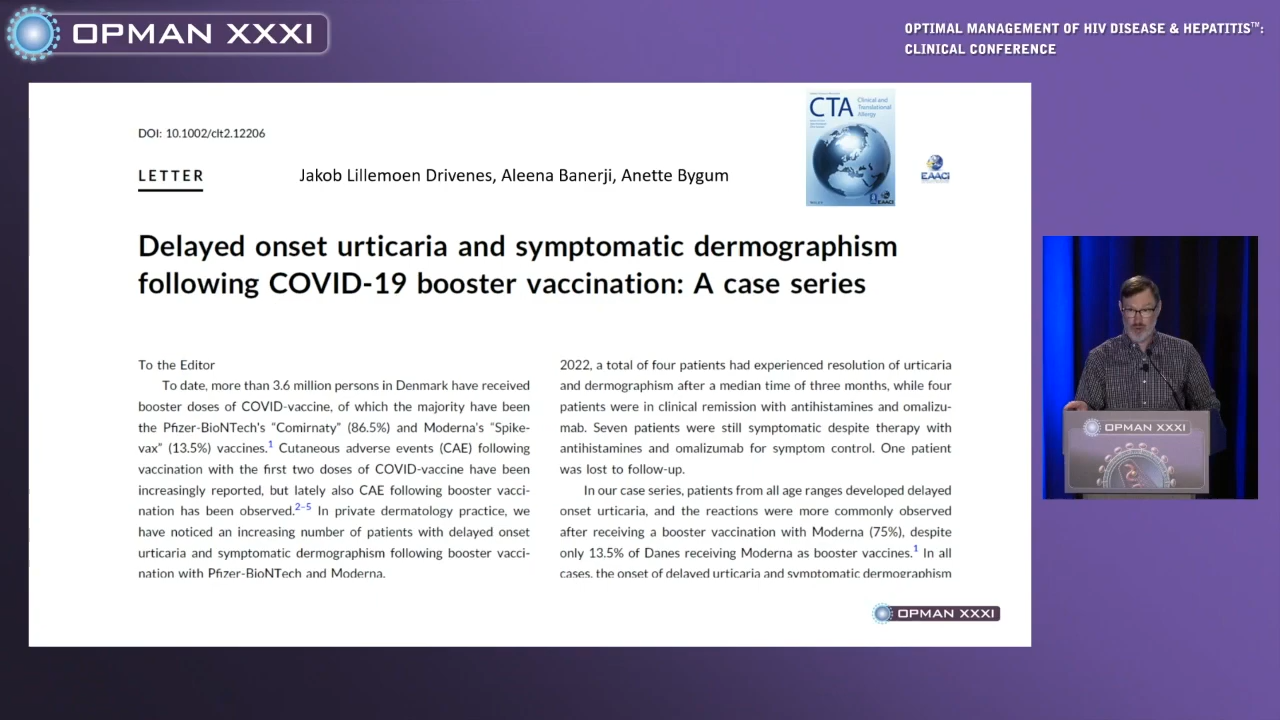 OPMAN XXXI
OPTIMAL MANAGEMENT OF HIV DISEASE & HEPATITIS™:
CLINICAL CONFERENCE
CTA
Clinical and
Translational
Allergy
DOI: 10.1002/clt2.12206
LETTER
Jakob Lillemoen Drivenes, Aleena Banerji, Anette Bygum
EAACI
EAACI
Delayed onset urticaria and symptomatic dermographism
following COVID-19 booster vaccination: A case series
To the Editor
To date, more than 3.6 million persons in Denmark have received
booster doses of COVID-vaccine, of which the majority have been
the Pfizer-BioNTech's "Comirnaty" (86.5%) and Moderna's "Spike-
vax" (13.5%) vaccines.1 Cutaneous adverse events (CAE) following
vaccination with the first two doses of COVID-vaccine have been
increasingly reported, but lately also CAE following booster vacci-
nation has been observed.2–5 In private dermatology practice, we
have noticed an increasing number of patients with delayed onset
urticaria and symptomatic dermographism following booster vacci-
nation with Pfizer-BioNTech and Moderna.
2022, a total of four patients had experienced resolution of urticaria
and dermographism after a median time of three months, while four
patients were in clinical remission with antihistamines and omalizu-
mab. Seven patients were still symptomatic despite therapy with
antihistamines and omalizumab for symptom control. One patient
was lost to follow-up.
In our case series, patients from all age ranges developed delayed
onset urticaria, and the reactions were more commonly observed
after receiving a booster vaccination with Moderna (75%), despite
only 13.5% of Danes receiving Moderna as booster vaccines.1 In all
cases, the onset of delayed urticaria and symptomatic dermographism
OPMAN XXXI
OPMAN XXXI